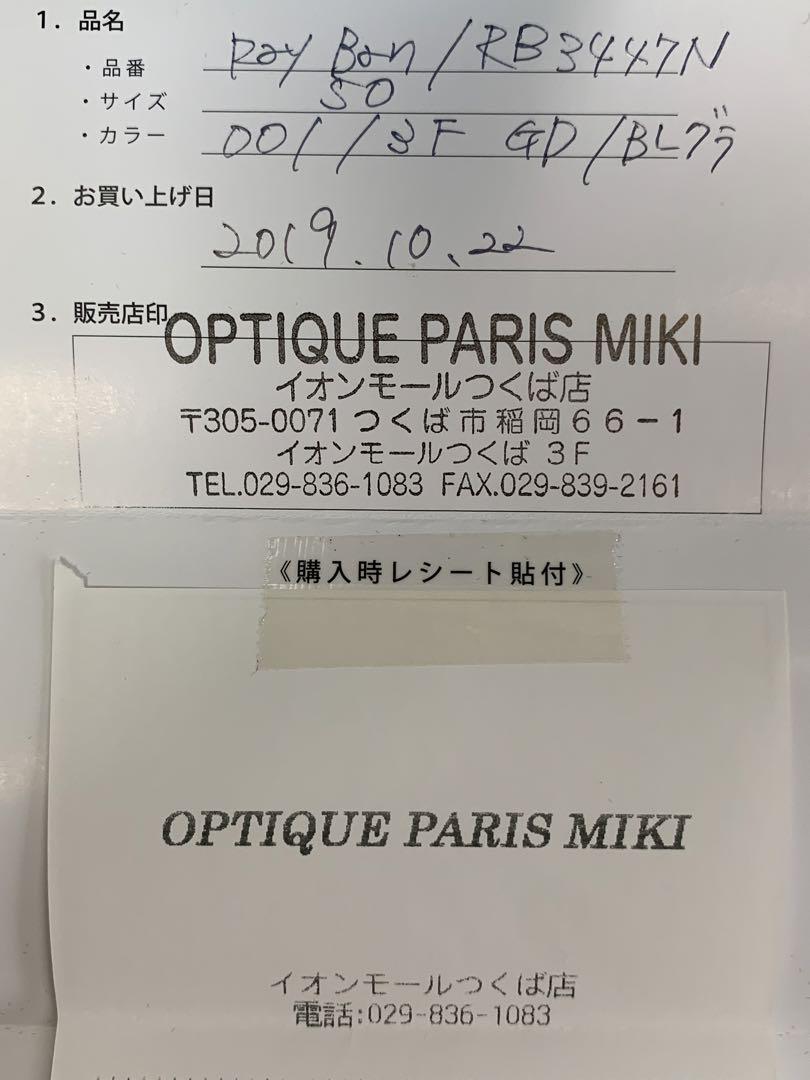 1. 品名
・品番 Ray Ban/RB3447N
・サイズ 50
・カラー 001/3F GD/BLグラ
2. お買い上げ日
2019.10.22
3. 販売店印
OPTIQUE PARIS MIKI
イオンモールつくば店
〒305-0071つくば市稲岡66-1
イオンモールつくば 3F
TEL.029-836-1083 FAX.029-839-2161
《購入時レシート貼付》
OPTIQUE PARIS MIKI
イオンモールつくば店
電話:029-836-1083